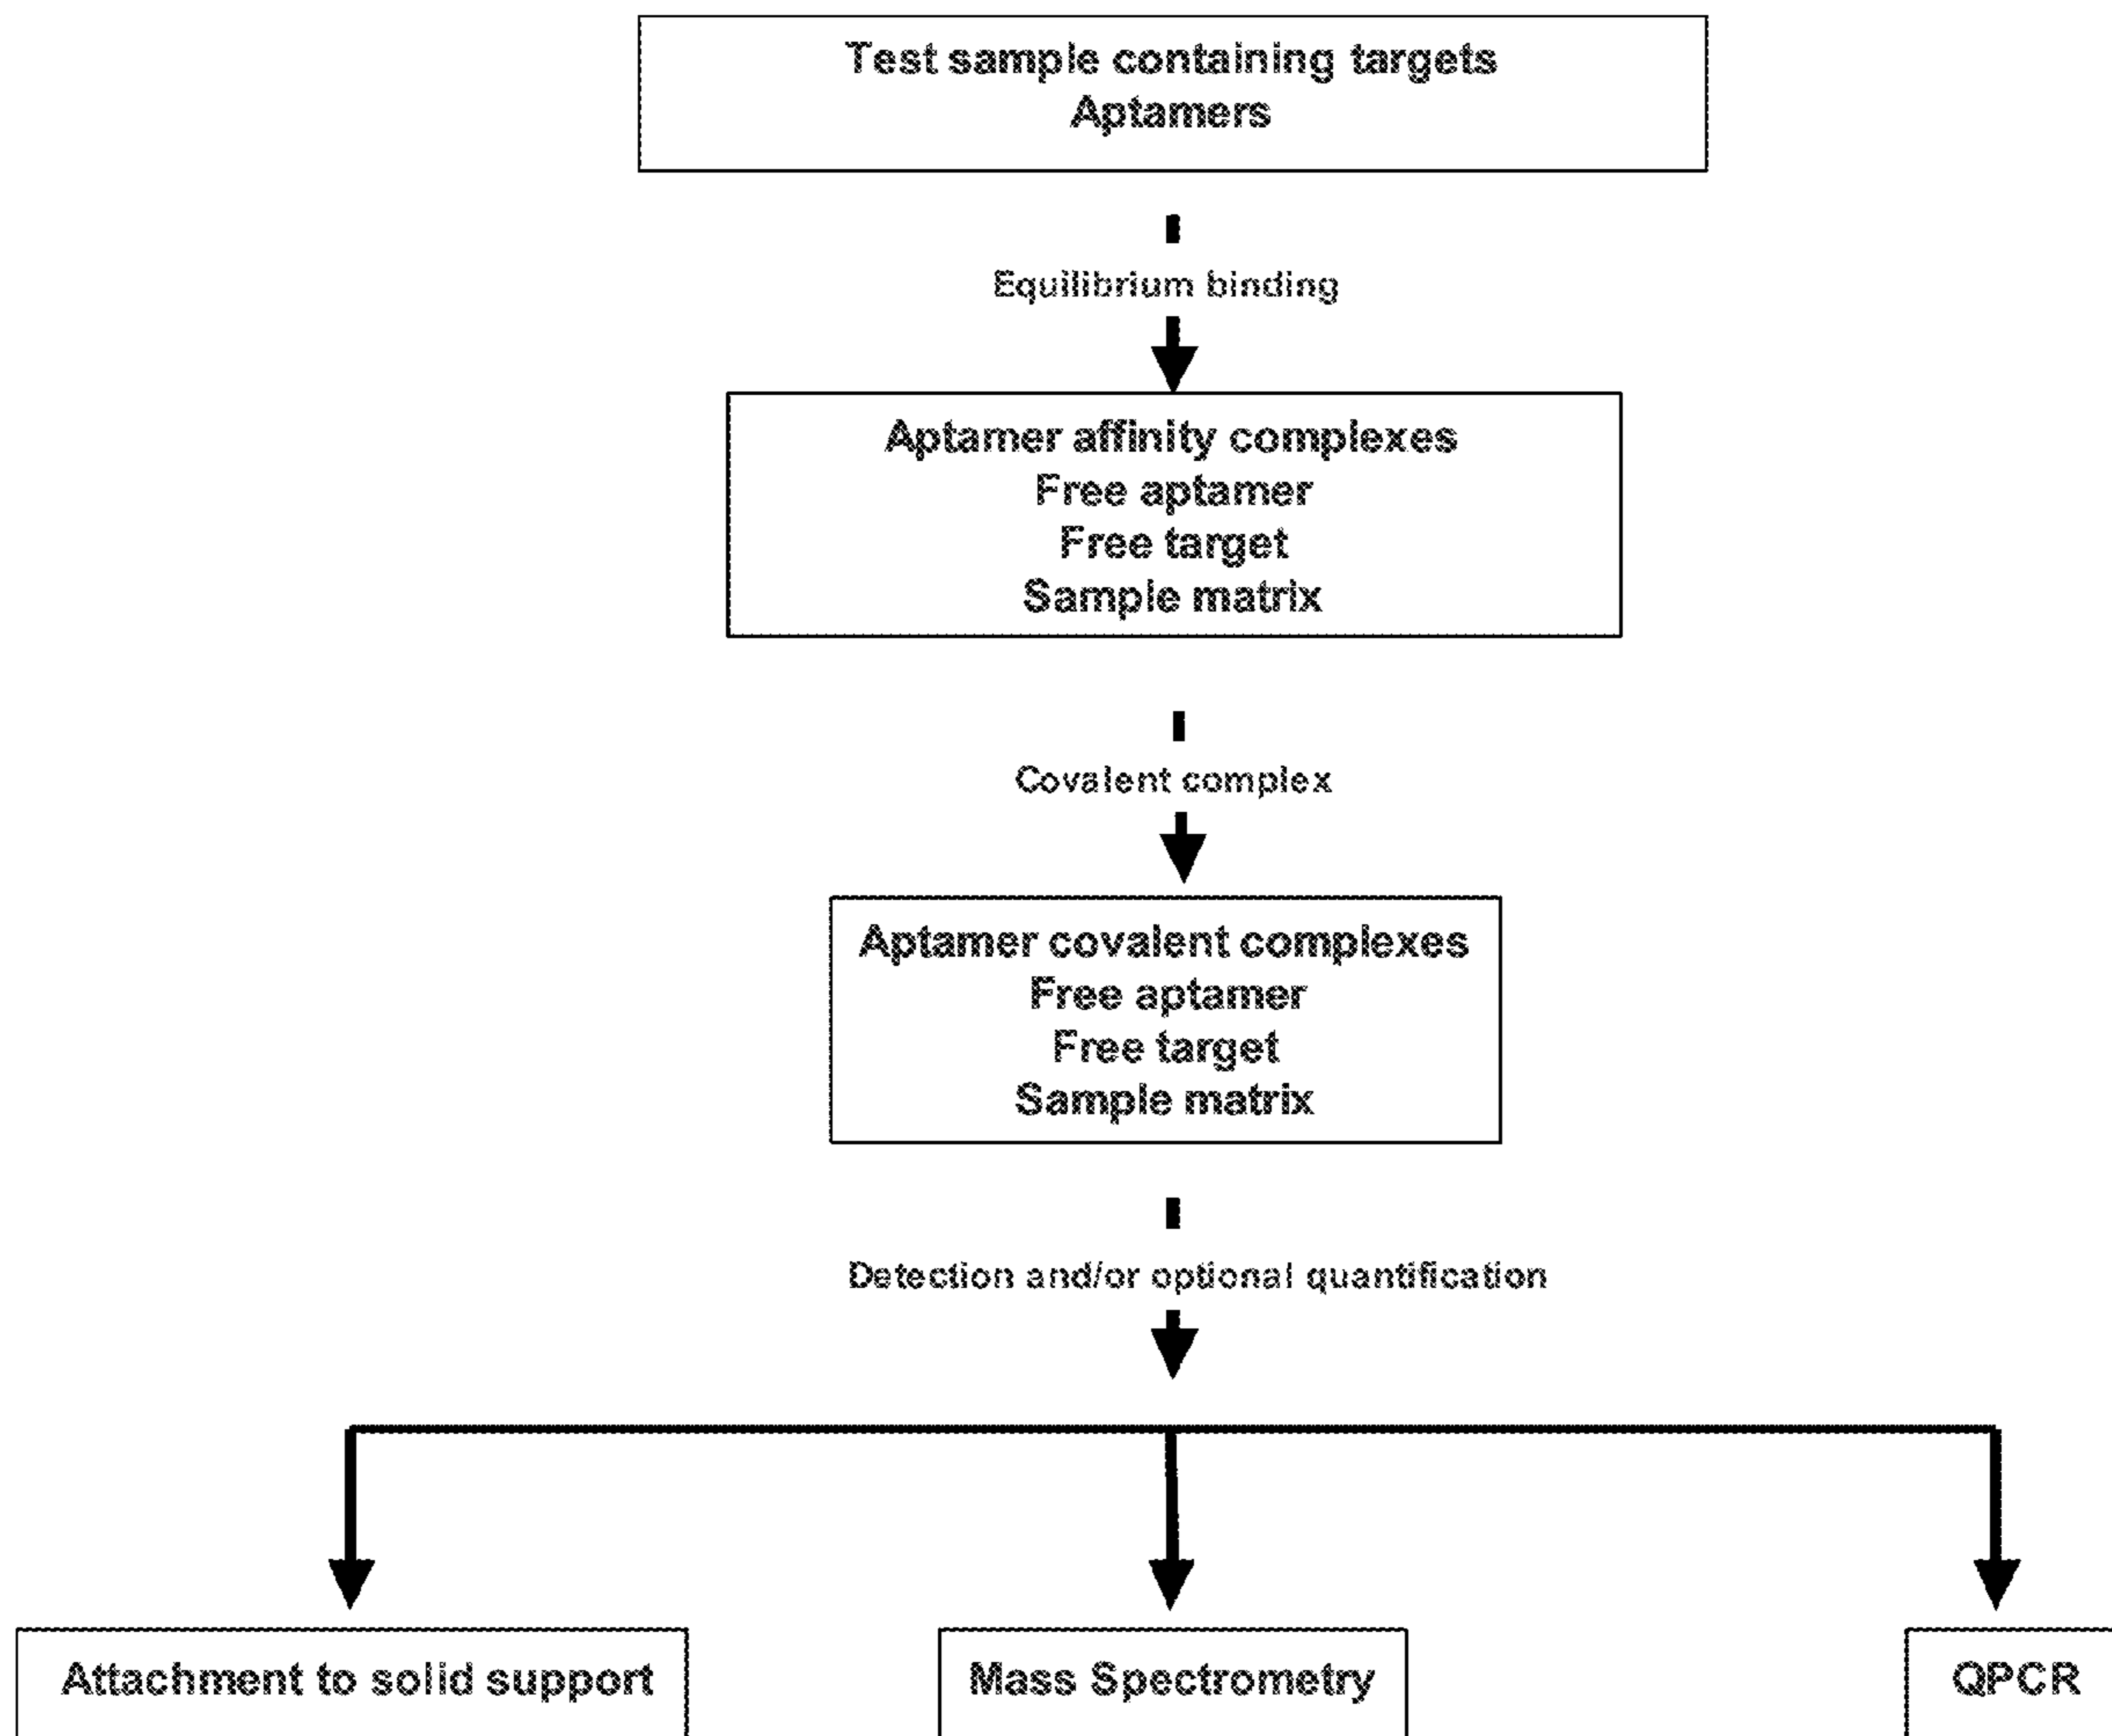 Test sample containing targets
Aptamers
Equilibrium binding
Aptamer affinity complexes
Free aptamer
Free target
Sample matrix
Covalent complex
Aptamer covalent complexes
Free aptamer
Free target
Sample matrix
Detection and/or optional quantification
Attachment to solid support
Mass Spectrometry
QPCR